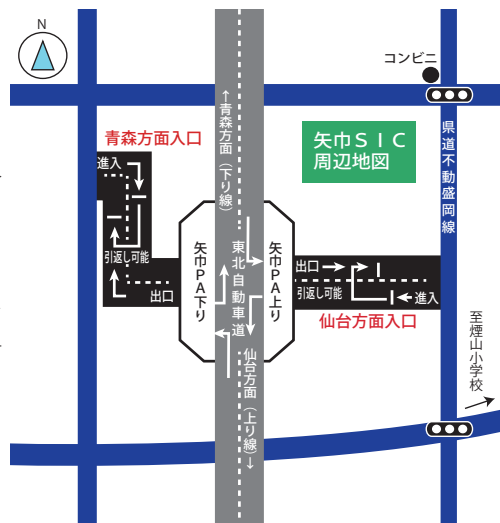 N
コンビニ
矢巾ＳＩＣ
周辺地図
県道不動盛岡線
青森方面入口
進入
引返し可能
出口
↑青森方面（下り線）
矢巾PA下り
東北自動車道
矢巾PA上り
出口
引返し可能
進入
仙台方面入口
仙台方面（上り線）↓
至煙山小学校